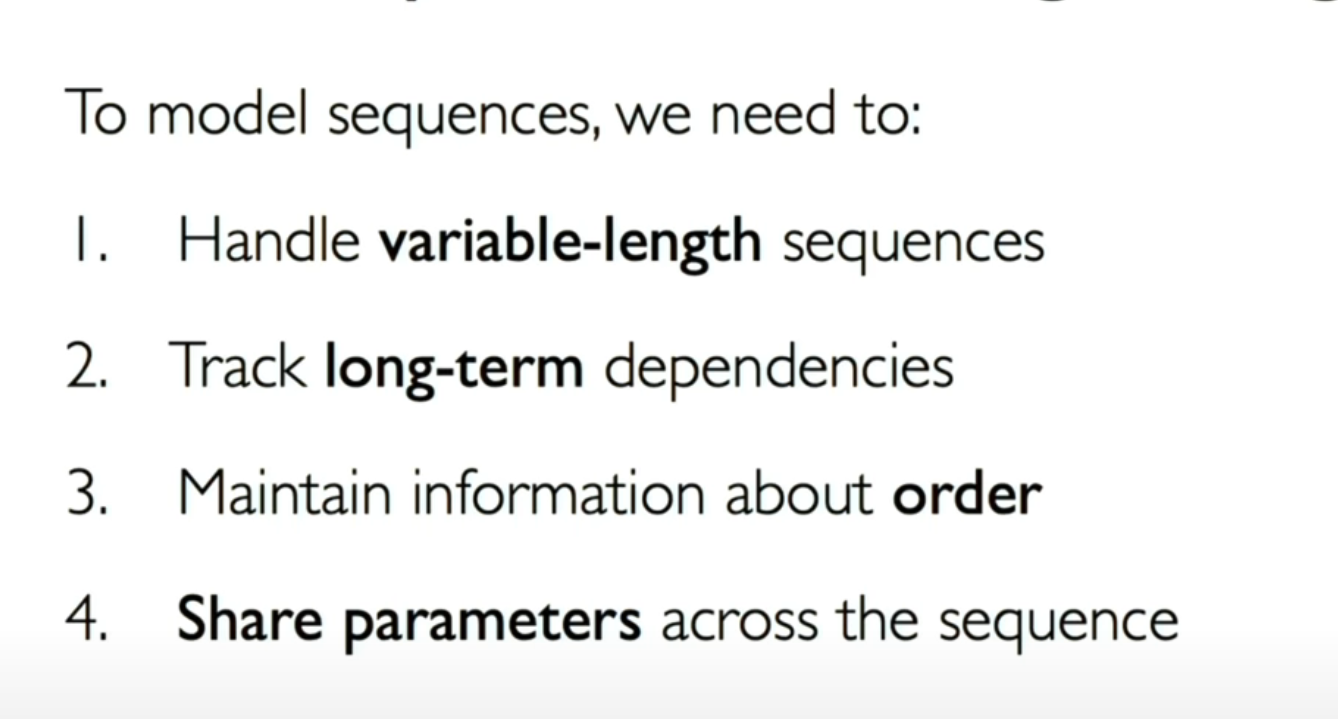 To model sequences, we need to:
1. Handle variable-length sequences
2. Track long-term dependencies
3. Maintain information about order
4. Share parameters across the sequence